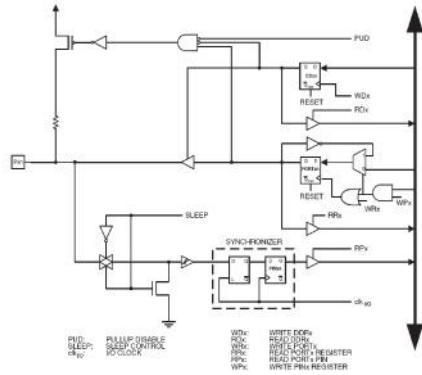 PUD
Q D
DDxn
Q CLR
WDx
RESET
RDx
Pxn
Q D
PORTxn
Q CLR
RESET
WRx
WPx
RRx
SLEEP
SYNCHRONIZER
RPx
D Q
L Q
D Q
PINxn
Q
clk I/O
PUD: PULLUP DISABLE
SLEEP: SLEEP CONTROL
clk I/O: I/O CLOCK
WDx: WRITE DDRx
RDx: READ DDRx
WRx: WRITE PORTx
RRx: READ PORTx REGISTER
RPx: READ PORTx PIN
WPx: WRITE PINx REGISTER